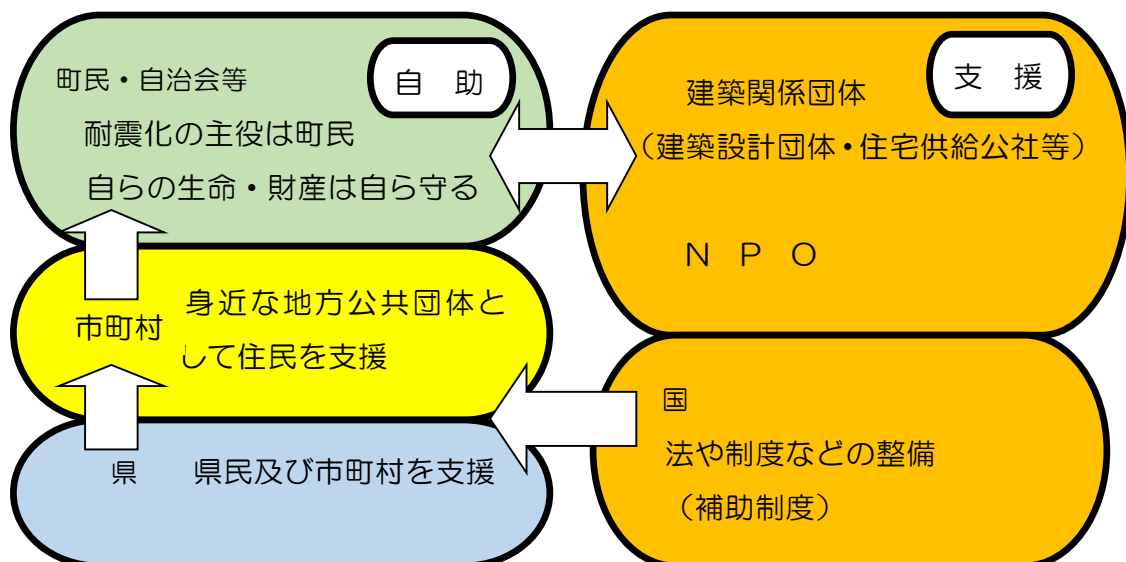 町民・自治会等
自 助
耐震化の主役は町民
自らの生命・財産は自ら守る
支 援
建築関係団体
（建築設計団体・住宅供給公社等）
Ｎ Ｐ Ｏ
市町村
身近な地方公共団体と
して住民を支援
国
法や制度などの整備
（補助制度）
県 県民及び市町村を支援